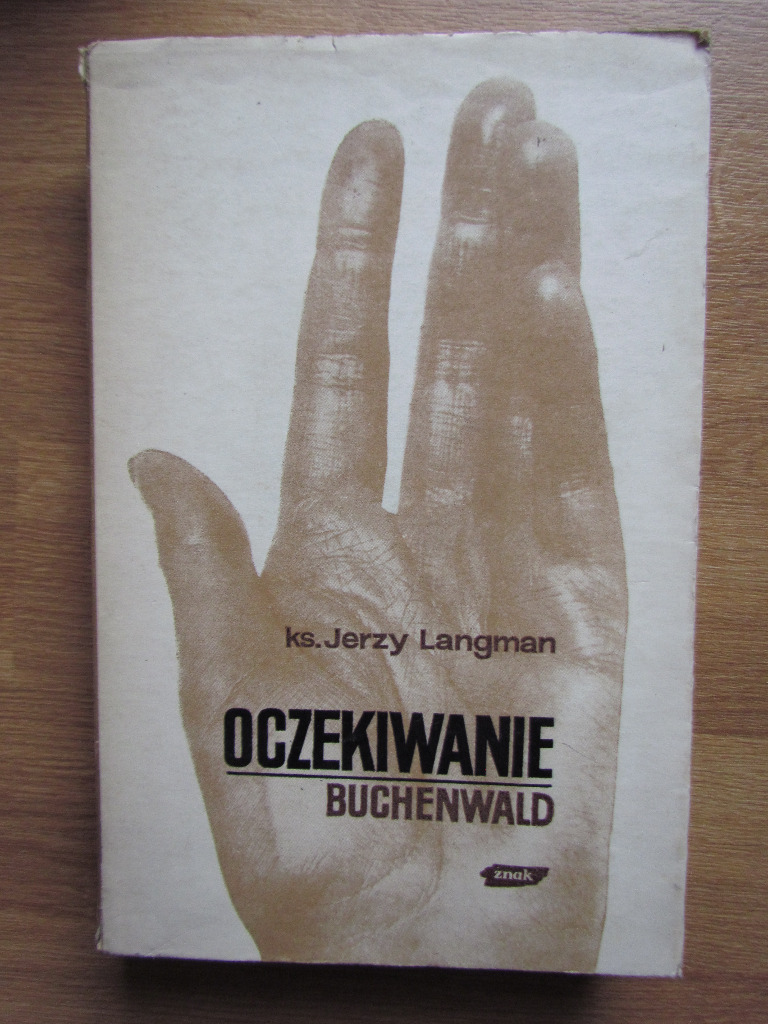 ks. Jerzy Langman
OCZEKIWANIE
BUCHENWALD
znak